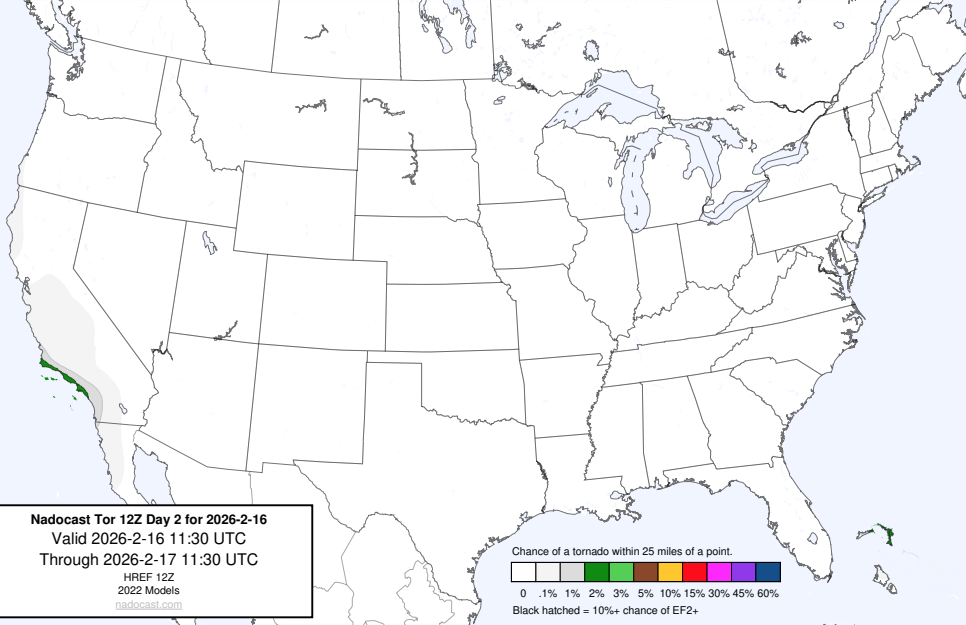 Nadocast Tor 12Z Day 2 for 2026-2-16
Valid 2026-2-16 11:30 UTC
Through 2026-2-17 11:30 UTC
HREF 12Z
2022 Models
nadocast.com
Chance of a tornado within 25 miles of a point.
0 .1% 1% 2% 3% 5% 10% 15% 30% 45% 60%
Black hatched = 10%+ chance of EF2+